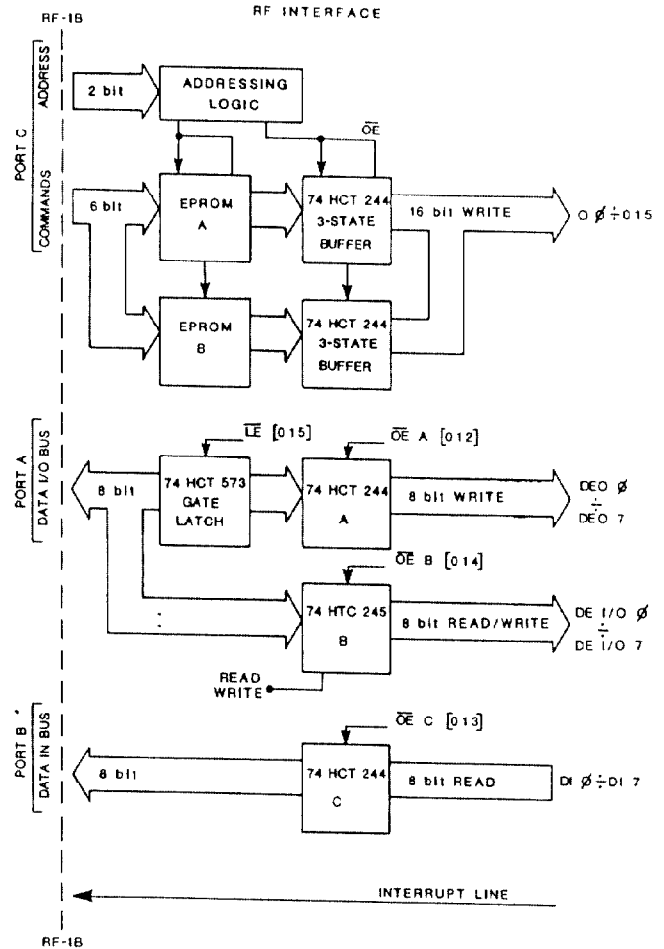 RF INTERFACE
RF-IB
PORT C
ADDRESS
COMMANDS
2 bit
ADDRESSING
LOGIC
OE
6 bit
EPROM
A
74 HCT 244
3-STATE
BUFFER
16 bit WRITE
O Ø÷O15
EPROM
B
74 HCT 244
3-STATE
BUFFER
PORT A
DATA I/O BUS
LE [O15]
OE A [O12]
8 bit
74 HCT 573
GATE
LATCH
74 HCT 244
A
8 bit WRITE
DEO Ø
÷
DEO 7
OE B [O14]
74 HTC 245
B
8 bit READ/WRITE
DE I/O Ø
÷
DE I/O 7
READ
WRITE
PORT B *
DATA IN BUS
OE C [O13]
8 bit
74 HCT 244
C
8 bit READ
DI Ø÷DI 7
INTERRUPT LINE
RF-IB